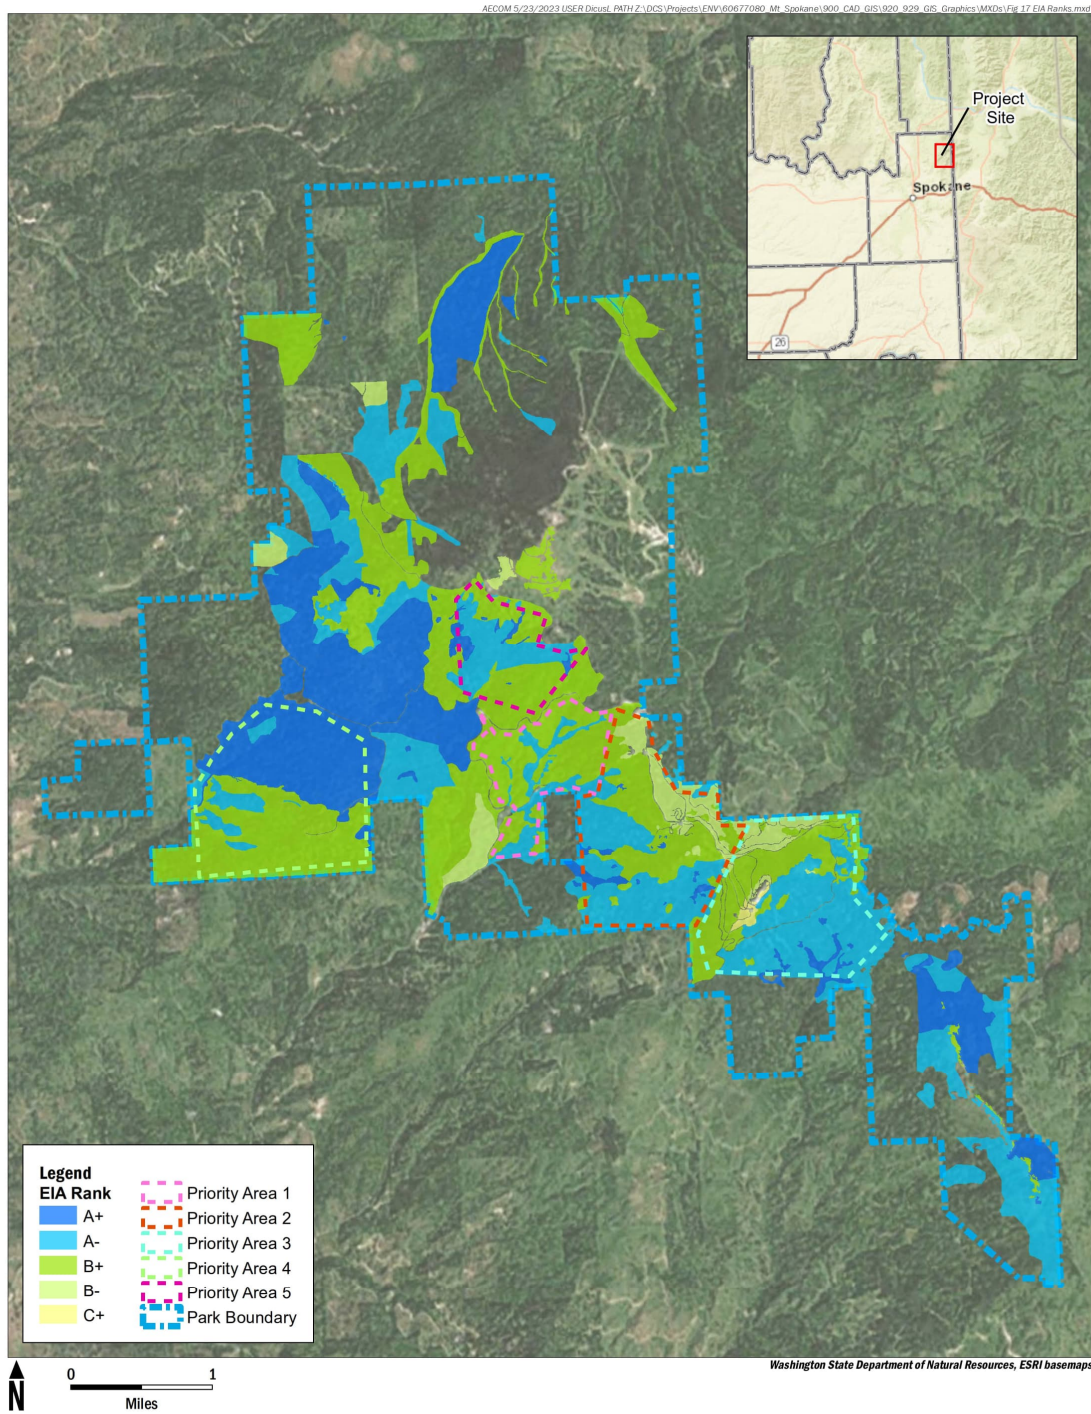 AECOM 5/23/2023 USER DicusL PATH Z:\DCS\Projects\ENV\60677080_Mt_Spokane\900_CAD_GIS\920_929_GIS_Graphics\MXDs\Fig 17 EIA Ranks.mxd
Project
Site
Spokane
26
Legend
EIA Rank
A+
A-
B+
B-
C+
Priority Area 1
Priority Area 2
Priority Area 3
Priority Area 4
Priority Area 5
Park Boundary
Washington State Department of Natural Resources, ESRI basemaps
N
0 1
Miles